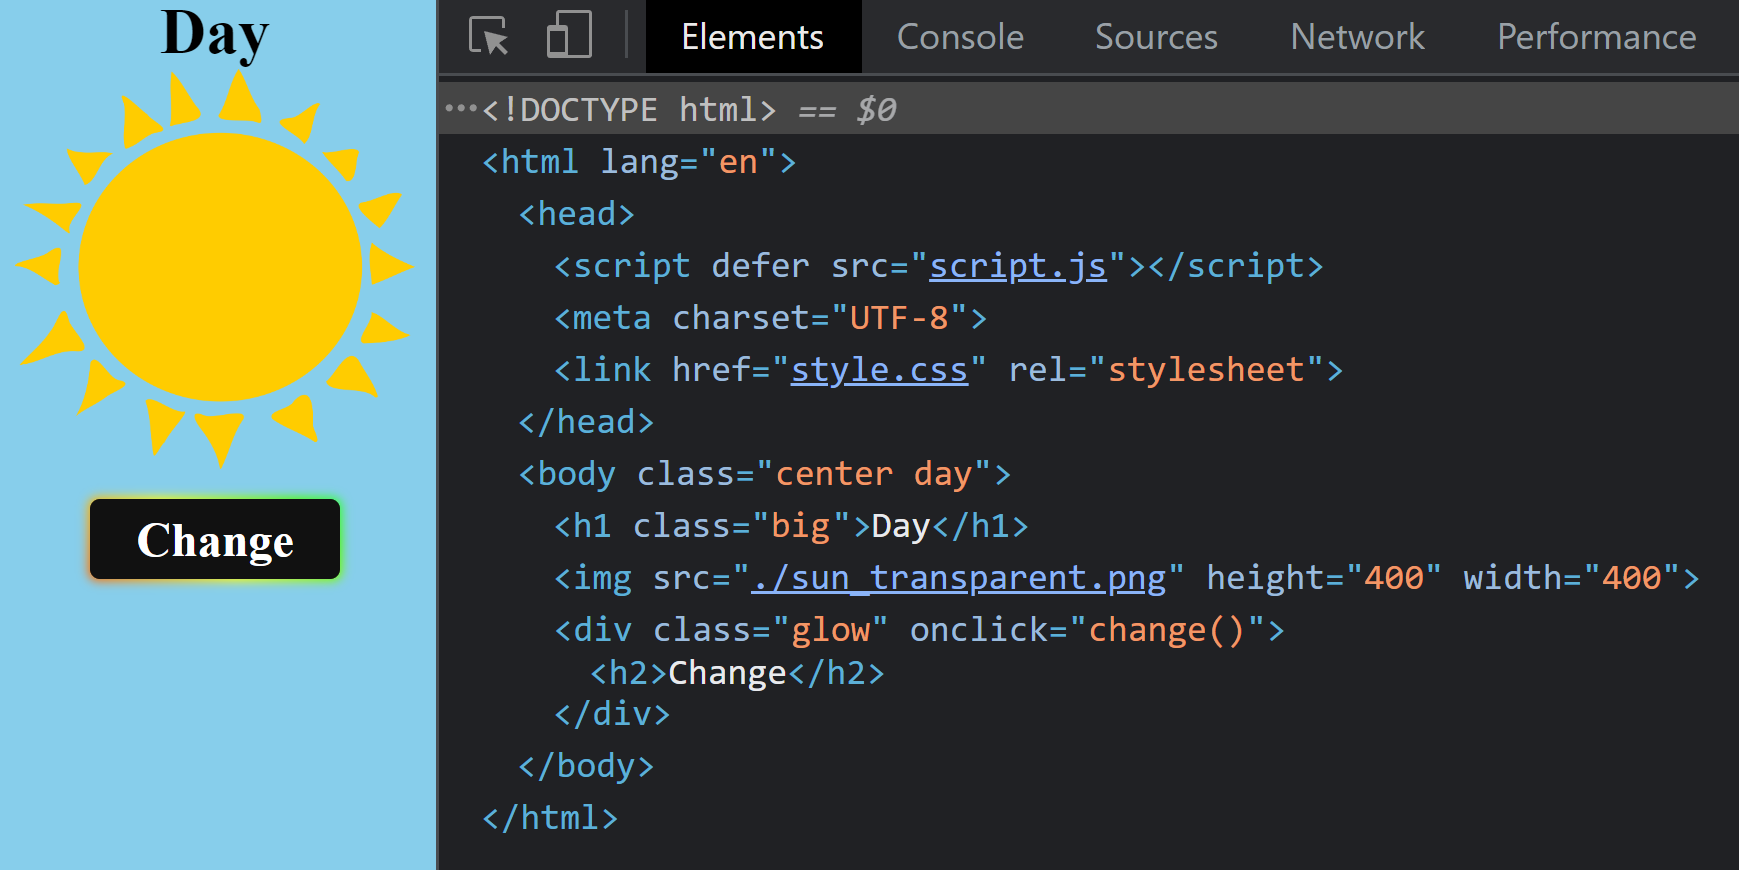 Day
Change
Elements Console Sources Network Performance
···<!DOCTYPE html> == $0
<html lang="en">
<head>
<script defer src="script.js"></script>
<meta charset="UTF-8">
<link href="style.css" rel="stylesheet">
</head>
<body class="center day">
<h1 class="big">Day</h1>
<img src="./sun_transparent.png" height="400" width="400">
<div class="glow" onclick="change()">
<h2>Change</h2>
</div>
</body>
</html>